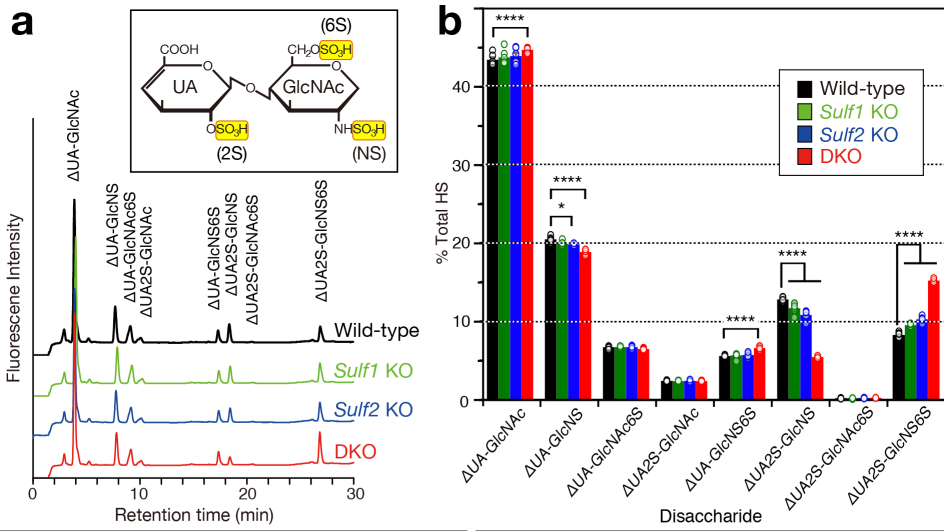 a
(6S)
COOH
CH₂OSO₃H
O
O
UA
O
GlcNAc
OSO₃H
NHSO₃H
(2S)
(NS)
ΔUA-GlcNAc
ΔUA-GlcNS
ΔUA-GlcNAc6S
ΔUA2S-GlcNAc
ΔUA-GlcNS6S
ΔUA2S-GlcNS
ΔUA2S-GlcNAc6S
ΔUA2S-GlcNS6S
Fluorescene Intensity
Wild-type
Sulf1 KO
Sulf2 KO
DKO
0
10
20
30
Retention time (min)
b
% Total HS
40
30
20
10
0
****
****
*
****
****
****
Wild-type
Sulf1 KO
Sulf2 KO
DKO
ΔUA-GlcNAc
ΔUA-GlcNS
ΔUA-GlcNAc6S
ΔUA2S-GlcNAc
ΔUA-GlcNS6S
ΔUA2S-GlcNS
ΔUA2S-GlcNAc6S
ΔUA2S-GlcNS6S
Disaccharide